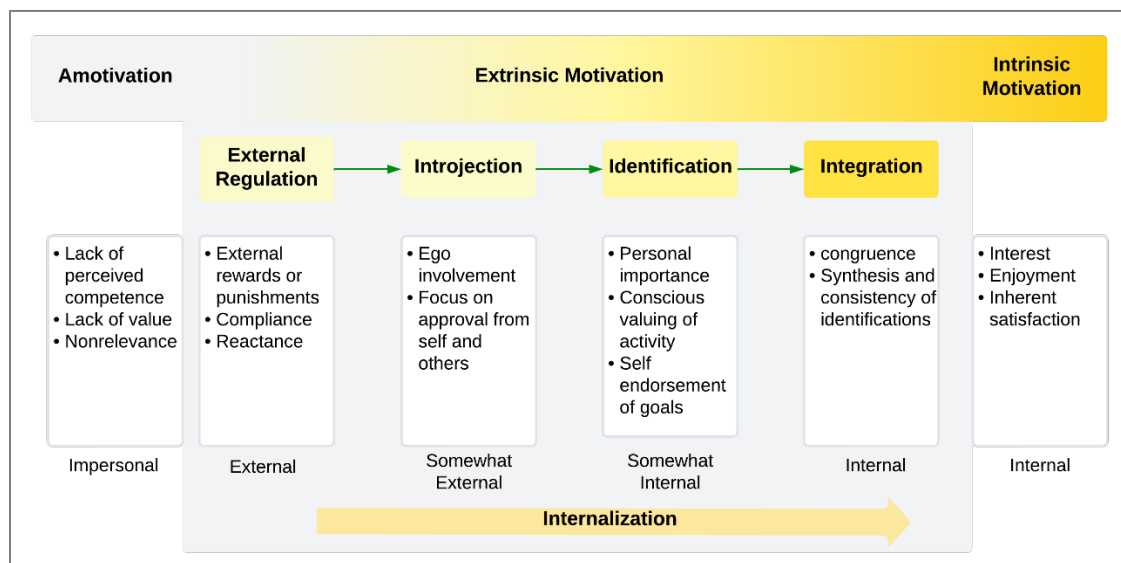 Amotivation
Extrinsic Motivation
Intrinsic
Motivation
External
Regulation
Introjection
Identification
Integration
• Lack of
perceived
competence
• Lack of value
• Nonrelevance
• External
rewards or
punishments
• Compliance
• Reactance
• Ego
involvement
• Focus on
approval from
self and
others
• Personal
importance
• Conscious
valuing of
activity
• Self
endorsement
of goals
• congruence
• Synthesis and
consistency of
identifications
• Interest
• Enjoyment
• Inherent
satisfaction
Impersonal
External
Somewhat
External
Somewhat
Internal
Internal
Internal
Internalization